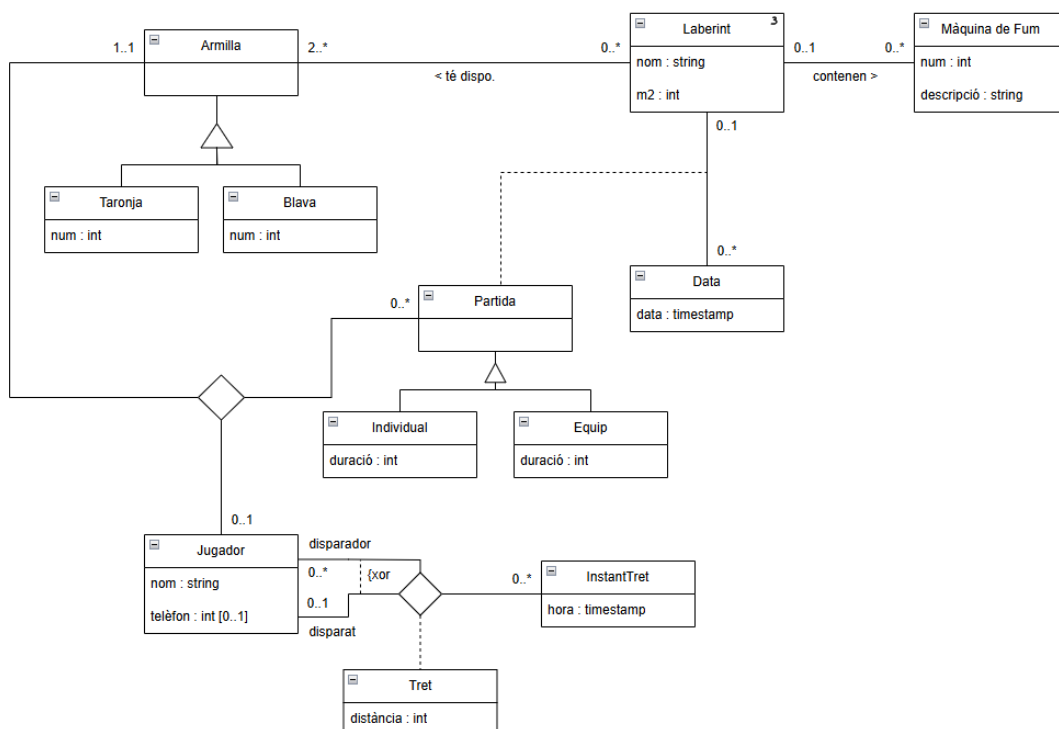 Armilla
1..1
2..*
< té dispo.
0..*
Laberint
3
nom : string
m2 : int
0..1
contenen >
0..*
Màquina de Fum
num : int
descripció : string
0..1
Taronja
num : int
Blava
num : int
0..*
Data
data : timestamp
0..*
Partida
Individual
duració : int
Equip
duració : int
0..1
Jugador
nom : string
telèfon : int [0..1]
disparador
0..*
{xor
0..1
disparat
0..*
InstantTret
hora : timestamp
Tret
distància : int